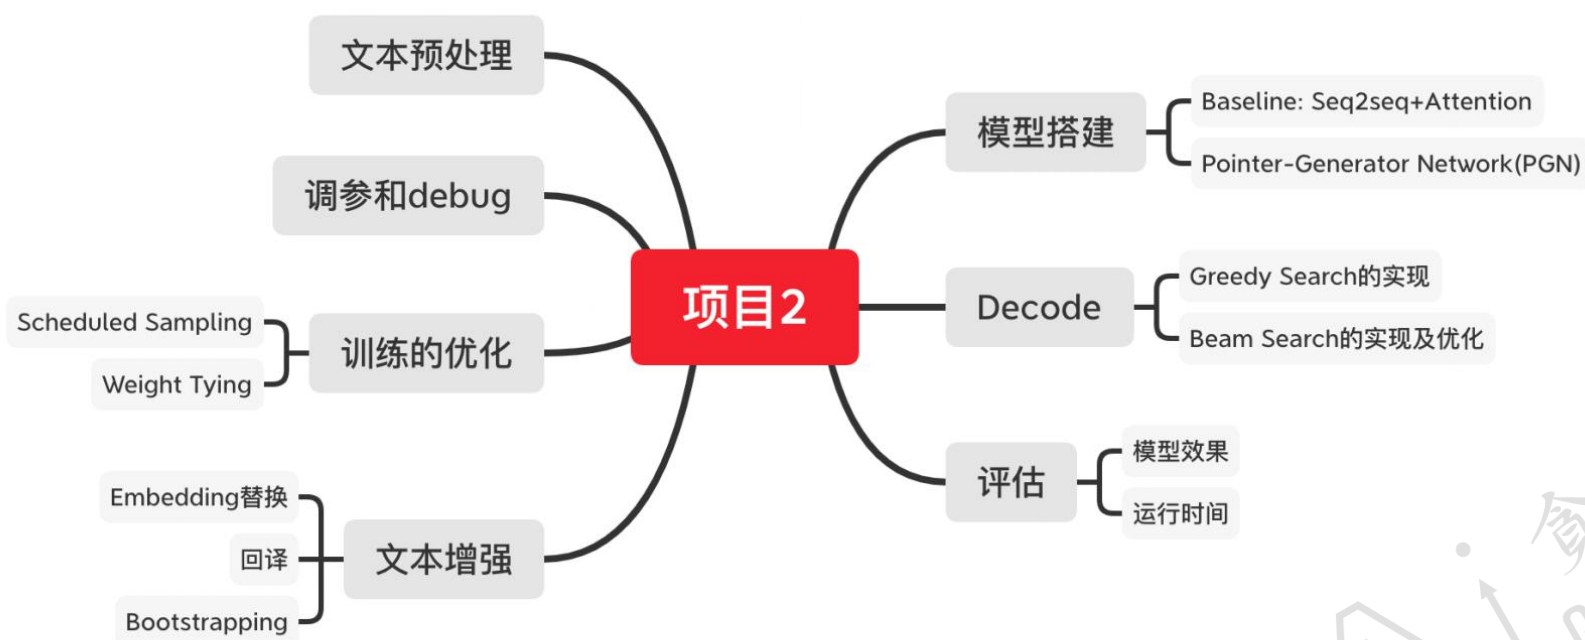 项目2
文本预处理
调参和debug
训练的优化
Scheduled Sampling
Weight Tying
文本增强
Embedding替换
回译
Bootstrapping
模型搭建
Baseline: Seq2seq+Attention
Pointer-Generator Network(PGN)
Decode
Greedy Search的实现
Beam Search的实现及优化
评估
模型效果
运行时间